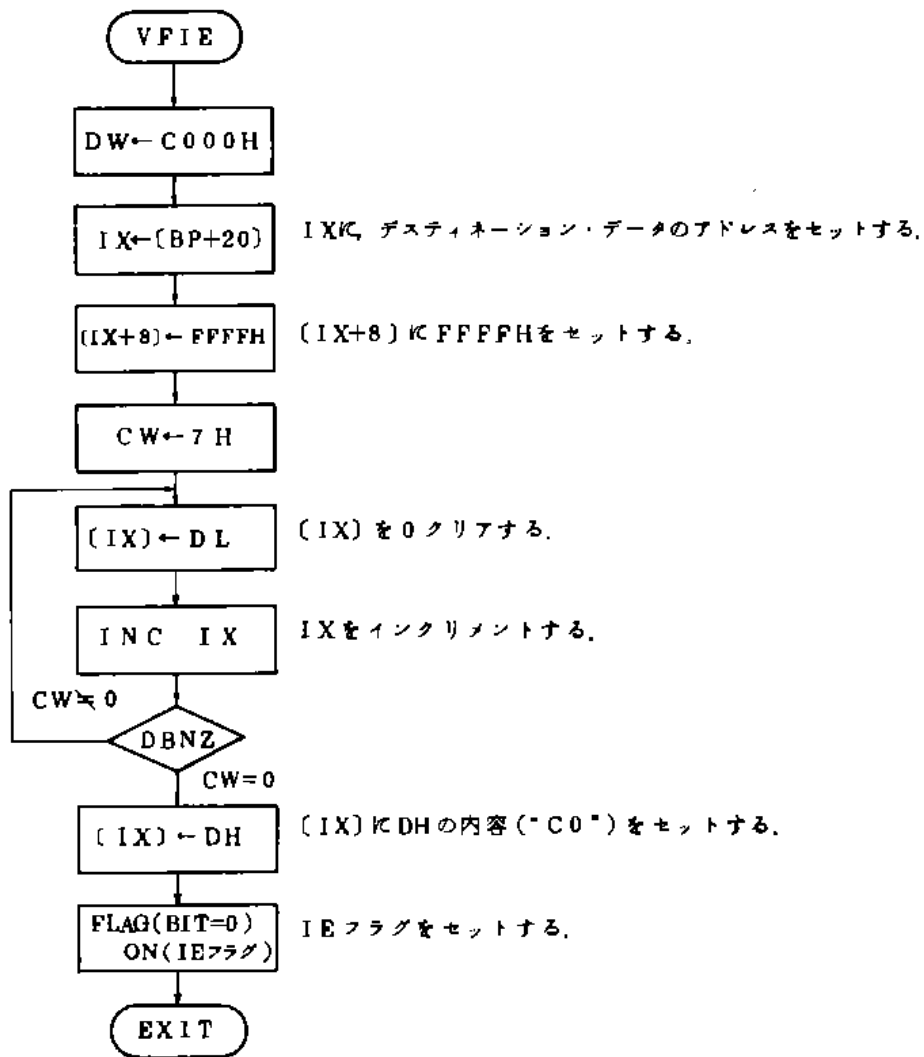 VFIE
DW←C000H
IX←(BP+20) IXに,デスティネーション・データのアドレスをセットする.
(IX+8)←FFFFH (IX+8)にFFFFHをセットする.
CW←7H
(IX)←DL (IX)を0クリアする.
INC IX IXをインクリメントする.
CW≠0
DBNZ
CW=0
(IX)←DH (IX)にDHの内容("C0")をセットする.
FLAG(BIT=0) IEフラグをセットする.
ON(IEフラグ)
EXIT